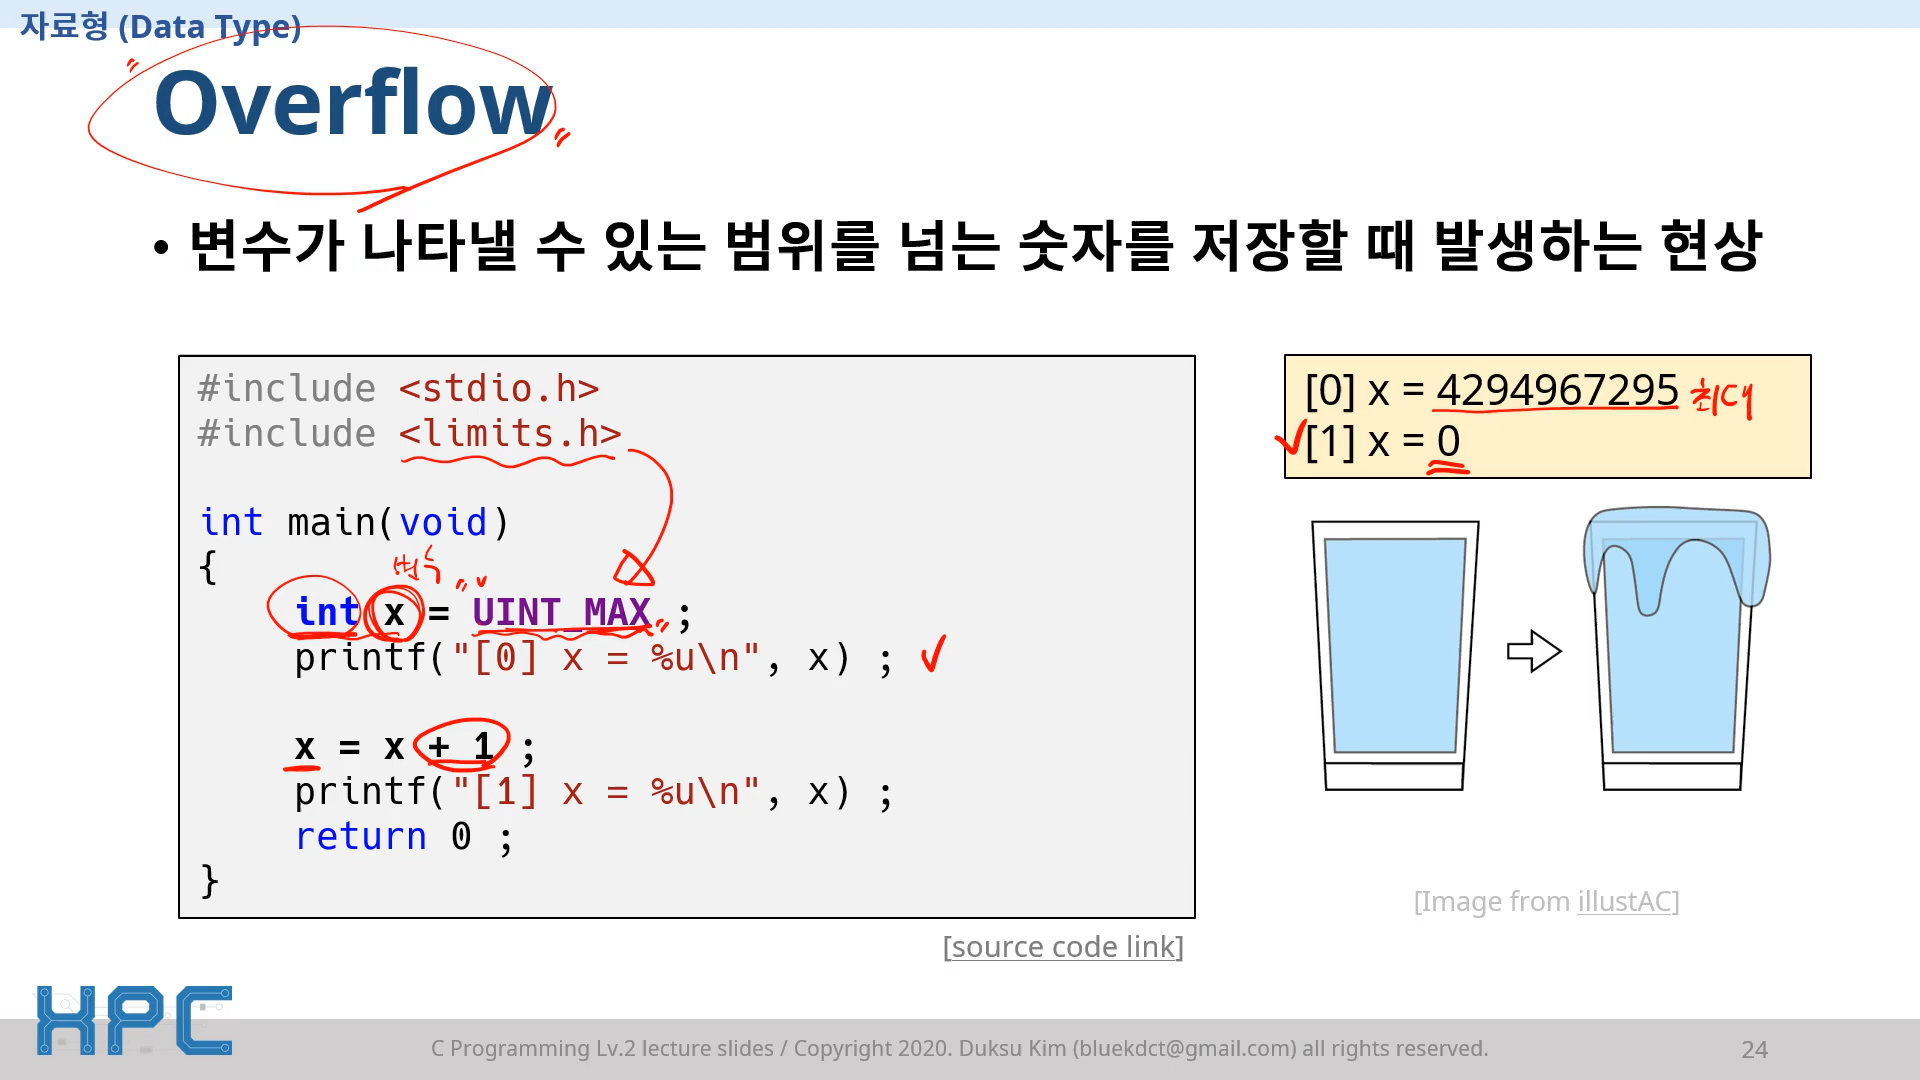 자료형 (Data Type)
Overflow
• 변수가 나타낼 수 있는 범위를 넘는 숫자를 저장할 때 발생하는 현상
#include <stdio.h>
#include <limits.h>
int main(void)
{
변수
int x = UINT_MAX ;
printf("[0] x = %u\n", x) ;
x = x + 1 ;
printf("[1] x = %u\n", x) ;
return 0 ;
}
[source code link]
[0] x = 4294967295 최대
[1] x = 0
[Image from illustAC]
HPC
C Programming Lv.2 lecture slides / Copyright 2020. Duksu Kim (bluekdct@gmail.com) all rights reserved.
24